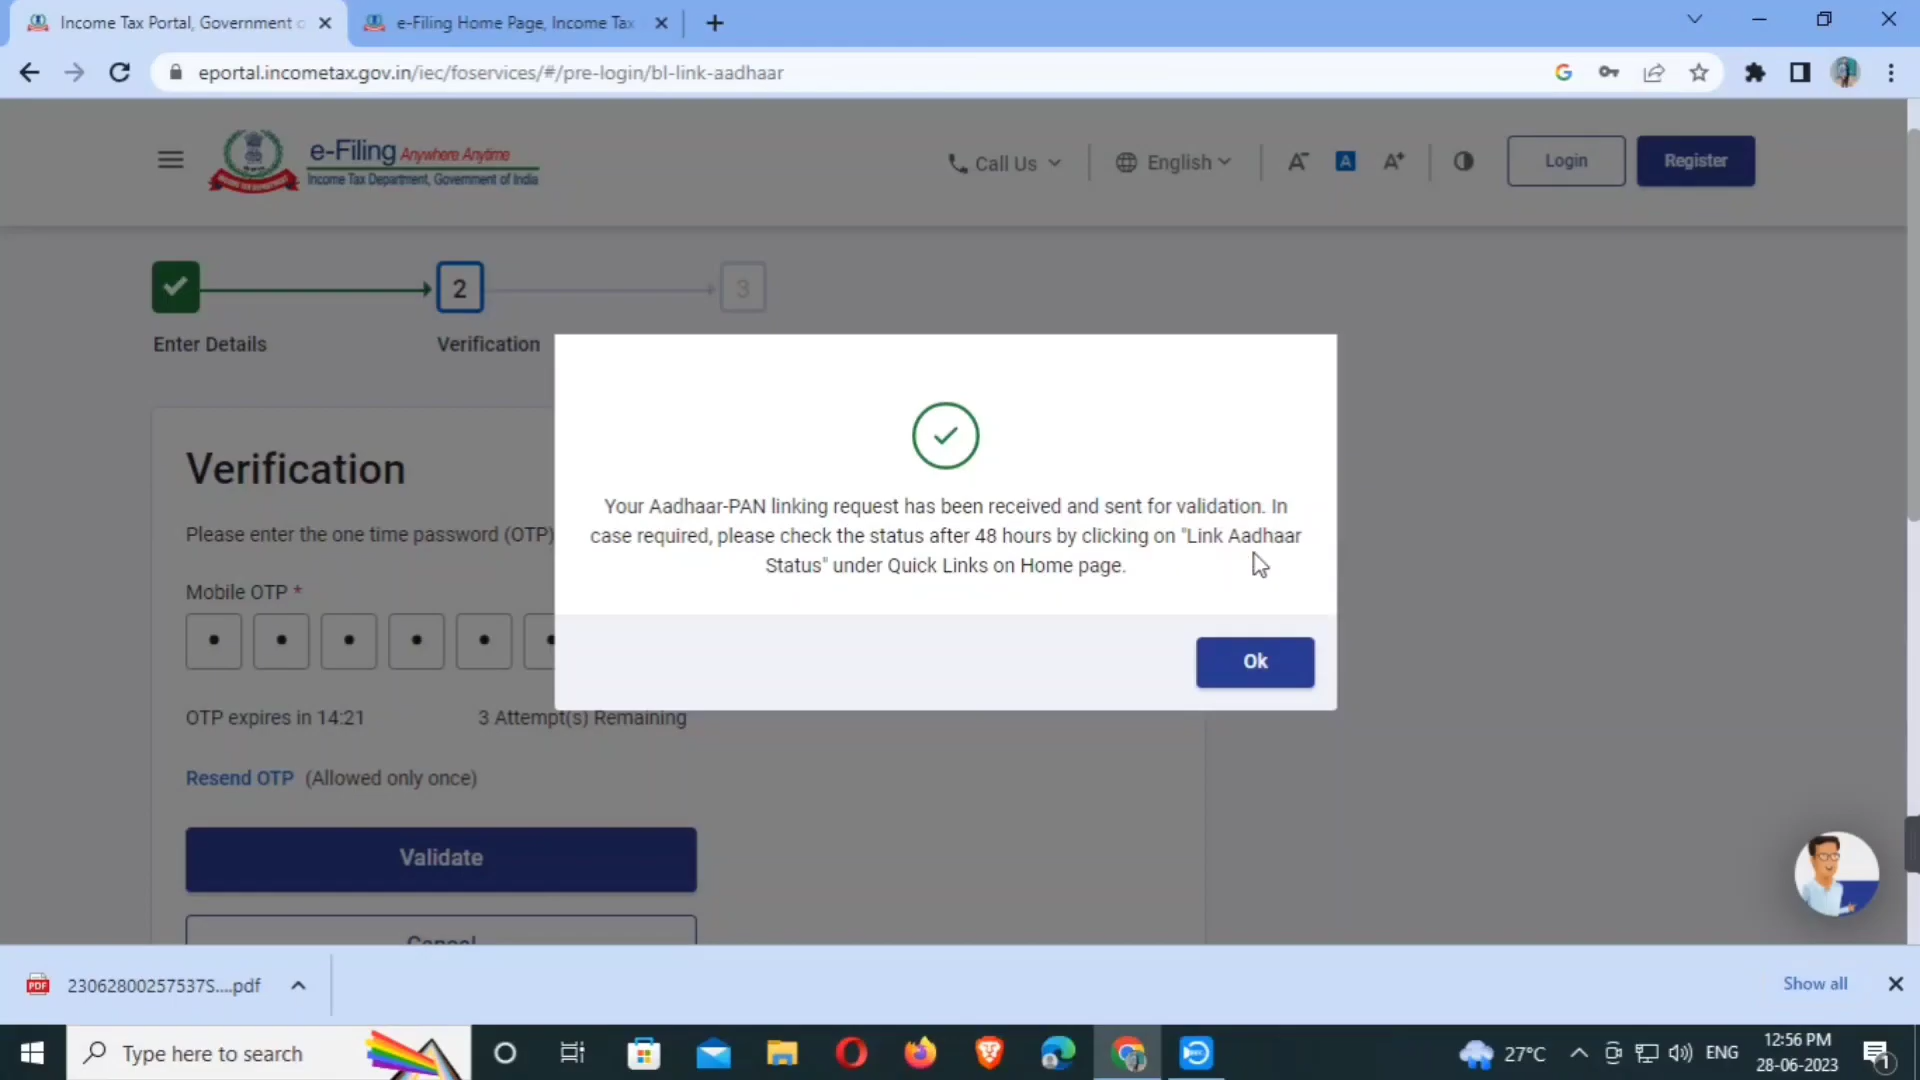 Income Tax Portal, Government o
e-Filing Home Page, Income Tax
eportal.incometax.gov.in/iec/foservices/#/pre-login/bl-link-aadhaar
e-Filing Anywhere Anytime
Income Tax Department, Government of India
Call Us
English
A-
A
A+
Login
Register
2
3
Enter Details
Verification
Verification
Please enter the one time password (OTP)
Mobile OTP *
OTP expires in 14:21
3 Attempt(s) Remaining
Resend OTP (Allowed only once)
Validate
Cancel
Your Aadhaar-PAN linking request has been received and sent for validation. In
case required, please check the status after 48 hours by clicking on "Link Aadhaar
Status" under Quick Links on Home page.
Ok
PDF
23062800257537S....pdf
Show all
Type here to search
27°C
ENG
12:56 PM
28-06-2023
1